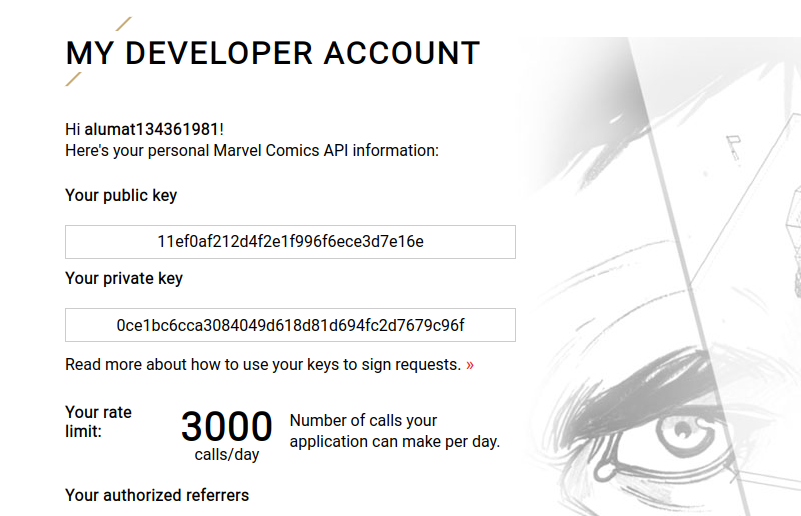 MY DEVELOPER ACCOUNT
Hi alumat134361981!
Here's your personal Marvel Comics API information:
Your public key
11ef0af212d4f2e1f996f6ece3d7e16e
Your private key
0ce1bc6cca3084049d618d81d694fc2d7679c96f
Read more about how to use your keys to sign requests. »
Your rate limit:
3000
calls/day
Number of calls your
application can make per day.
Your authorized referrers